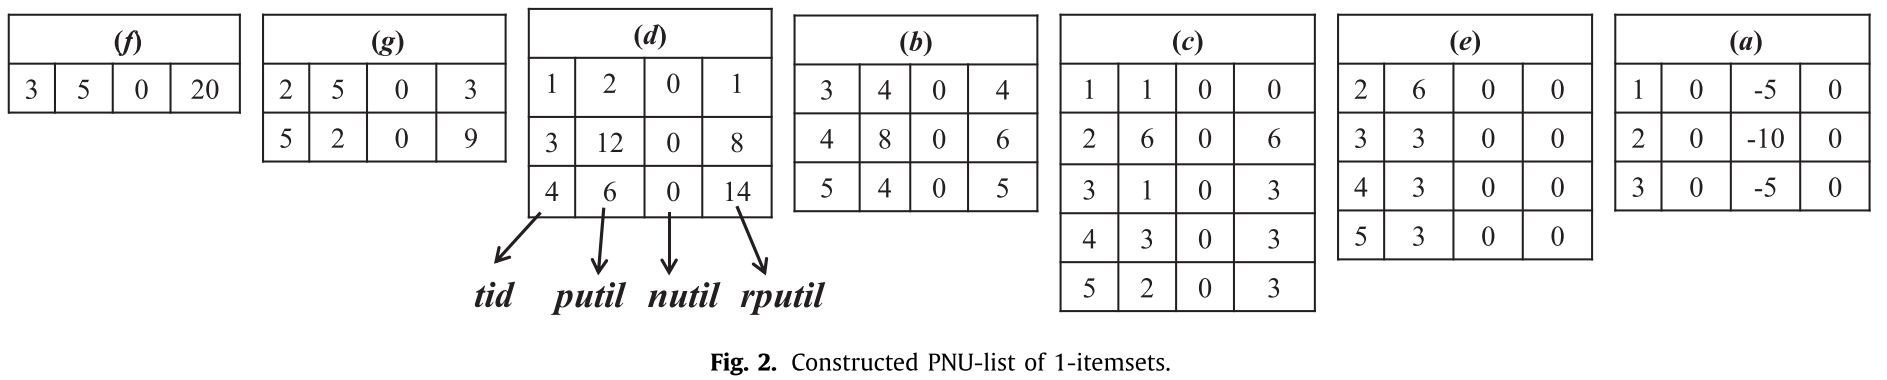 (f)
3 5 0 20
(g)
2 5 0 3
5 2 0 9
(d)
1 2 0 1
3 12 0 8
4 6 0 14
tid putil nutil rputil
(b)
3 4 0 4
4 8 0 6
5 4 0 5
(c)
1 1 0 0
2 6 0 6
3 1 0 3
4 3 0 3
5 2 0 3
(e)
2 6 0 0
3 3 0 0
4 3 0 0
5 3 0 0
(a)
1 0 -5 0
2 0 -10 0
3 0 -5 0
Fig. 2. Constructed PNU-list of 1-itemsets.